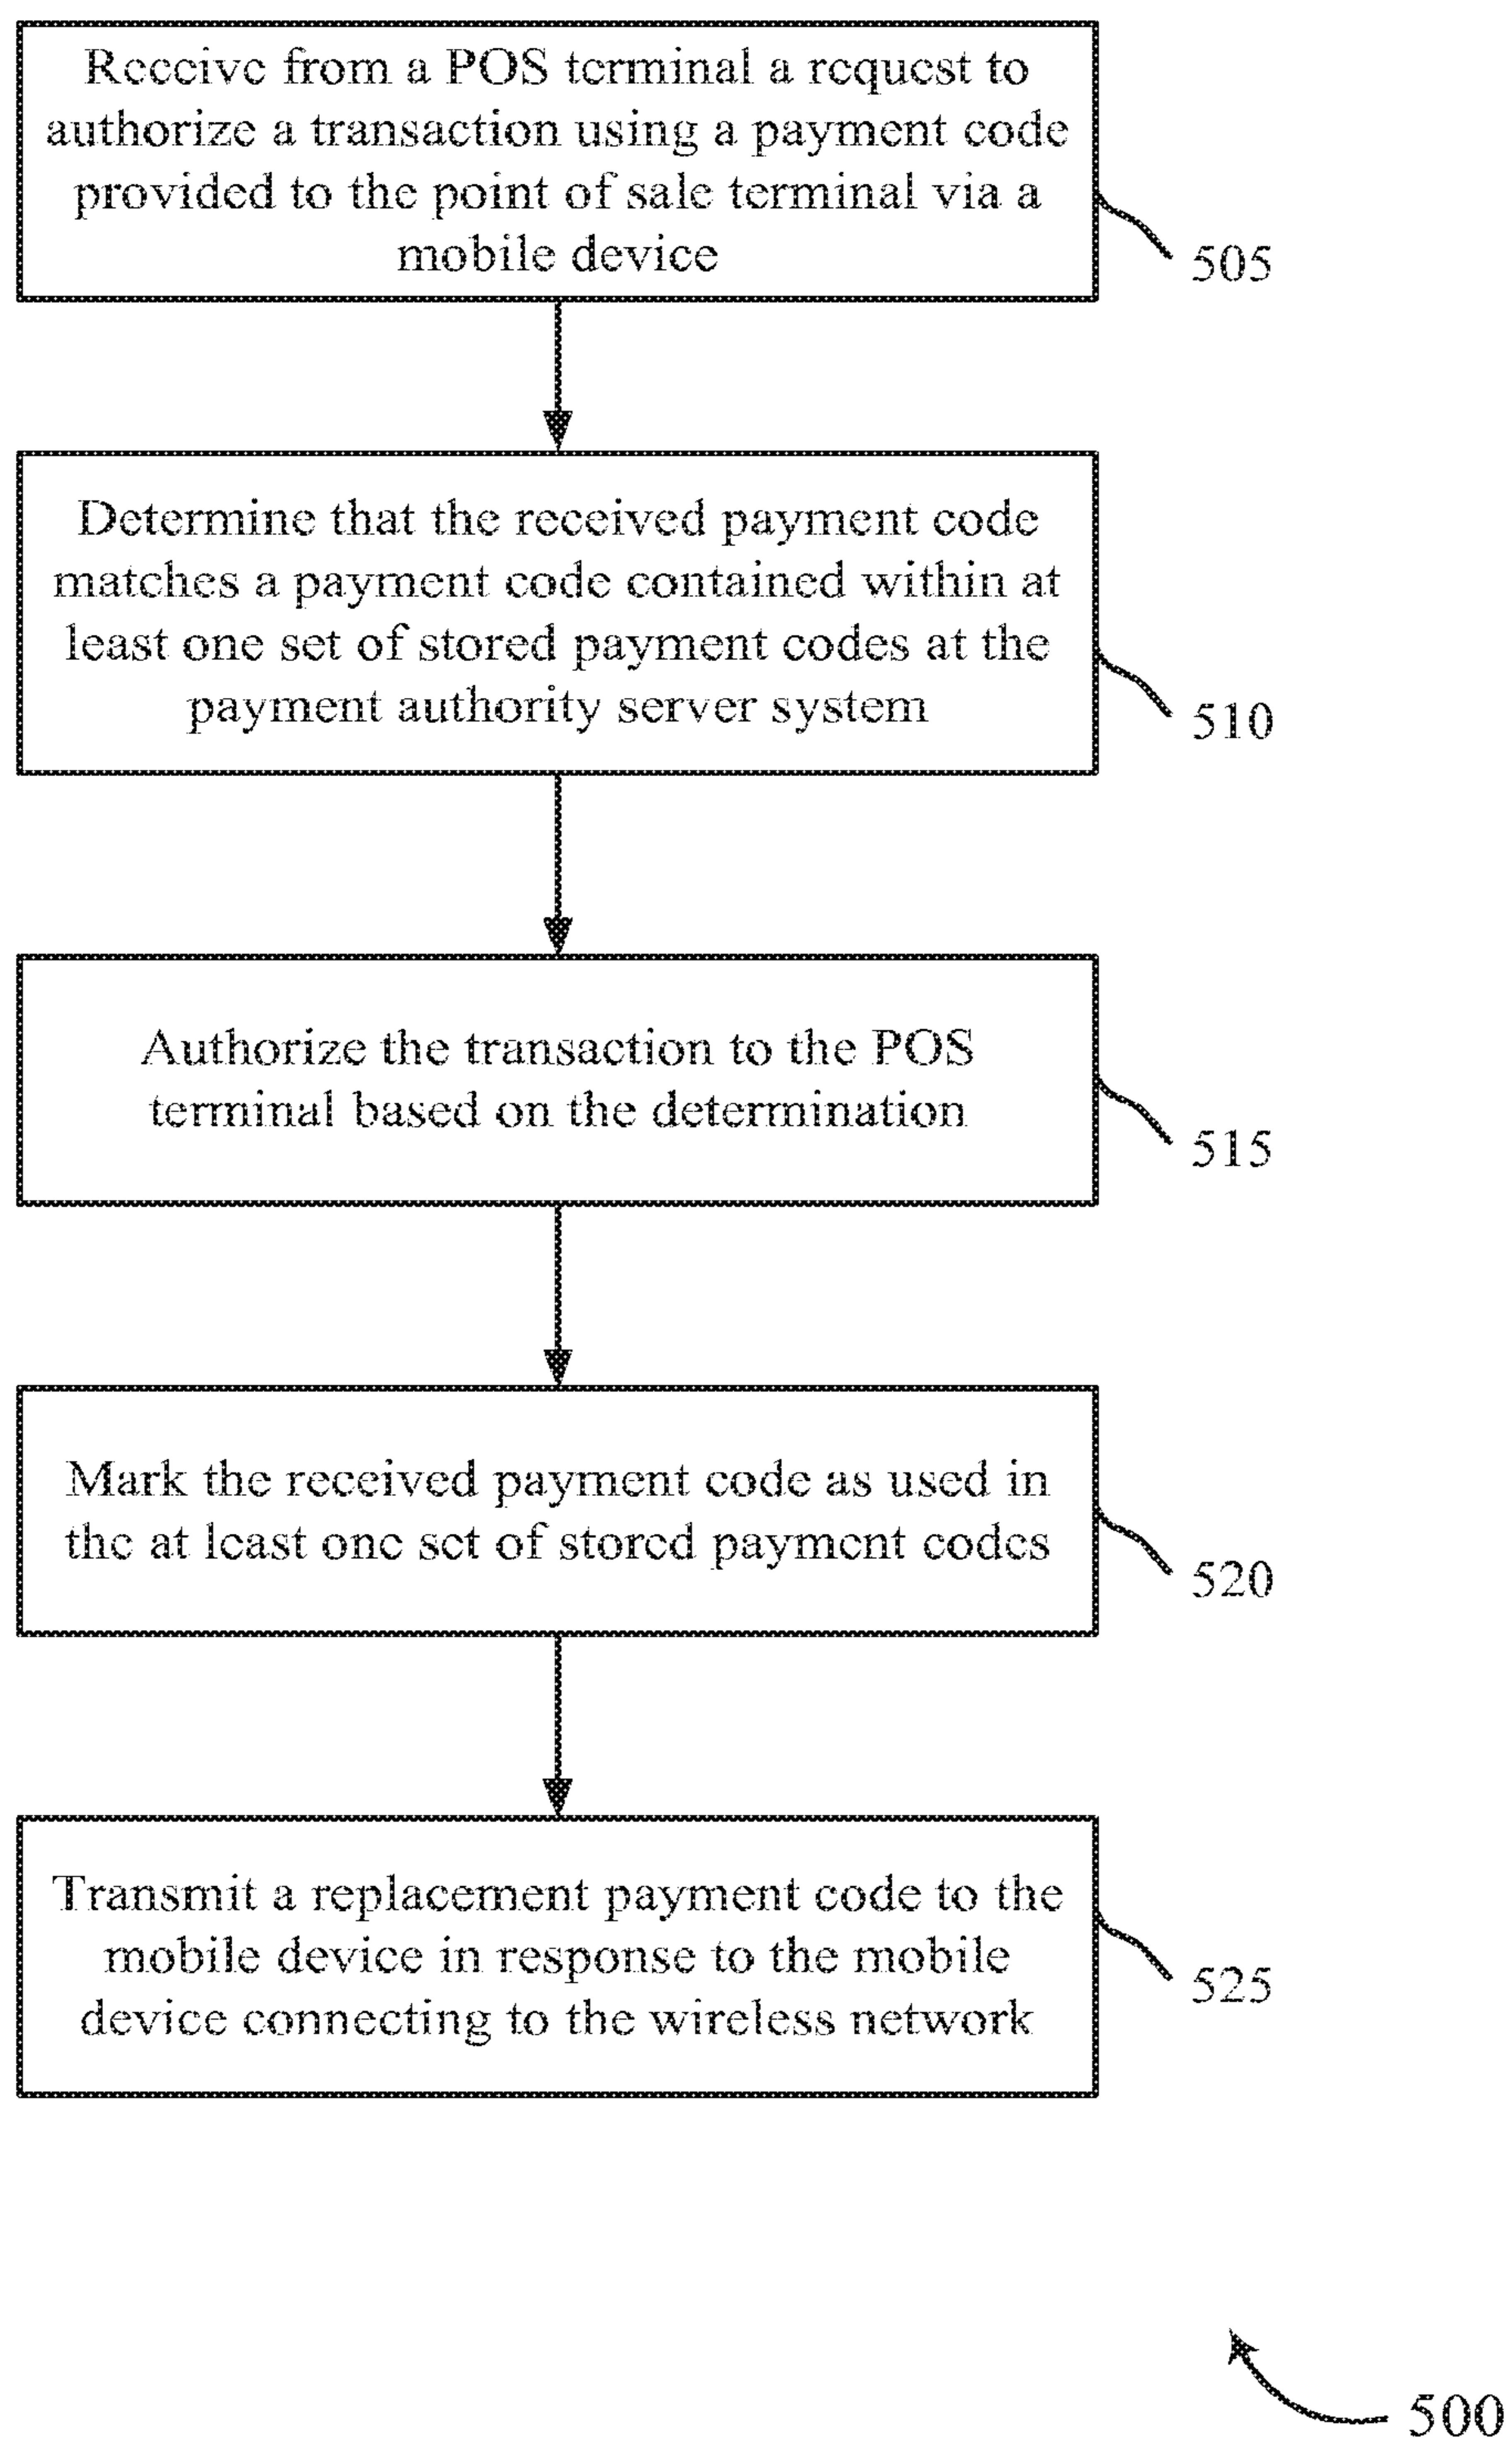 Receive from a POS terminal a request to
authorize a transaction using a payment code
provided to the point of sale terminal via a
mobile device
505
Determine that the received payment code
matches a payment code contained within at
least one set of stored payment codes at the
payment authority server system
510
Authorize the transaction to the POS
terminal based on the determination
515
Mark the received payment code as used in
the at least one set of stored payment codes
520
Transmit a replacement payment code to the
mobile device in response to the mobile
device connecting to the wireless network
525
500